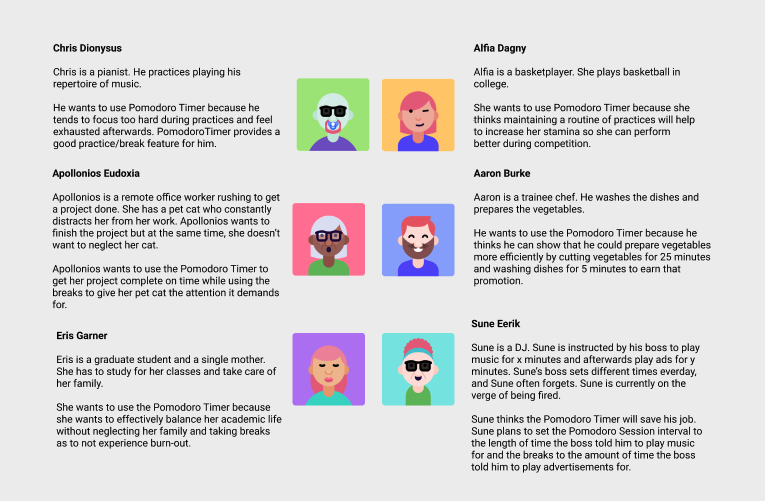 Chris Dionysus
Chris is a pianist. He practices playing his
repertoire of music.
He wants to use Pomodoro Timer because he
tends to focus too hard during practices and feel
exhausted afterwards. PomodoroTimer provides a
good practice/break feature for him.
Alfia Dagny
Alfia is a basketplayer. She plays basketball in
college.
She wants to use Pomodoro Timer because she
thinks maintaining a routine of practices will help
to increase her stamina so she can perform
better during competition.
Apollonios Eudoxia
Apollonios is a remote office worker rushing to get
a project done. She has a pet cat who constantly
distracts her from her work. Apollonios wants to
finish the project but at the same time, she doesn't
want to neglect her cat.
Apollonios wants to use the Pomodoro Timer to
get her project complete on time while using the
breaks to give her pet cat the attention it demands
for.
Aaron Burke
Aaron is a trainee chef. He washes the dishes and
prepares the vegetables.
He wants to use the Pomodoro Timer because he
thinks he can show that he could prepare vegetables
more efficiently by cutting vegetables for 25 minutes
and washing dishes for 5 minutes to earn that
promotion.
Eris Garner
Eris is a graduate student and a single mother.
She has to study for her classes and take care of
her family.
She wants to use the Pomodoro Timer because
she wants to effectively balance her academic life
without neglecting her family and taking breaks
as to not experience burn-out.
Sune Eerik
Sune is a DJ. Sune is instructed by his boss to play
music for x minutes and afterwards play ads for y
minutes. Sune's boss sets different times everday,
and Sune often forgets. Sune is currently on the
verge of being fired.
Sune thinks the Pomodoro Timer will save his job.
Sune plans to set the Pomodoro Session interval to
the length of time the boss told him to play music
for and the breaks to the amount of time the boss
told him to play advertisements for.